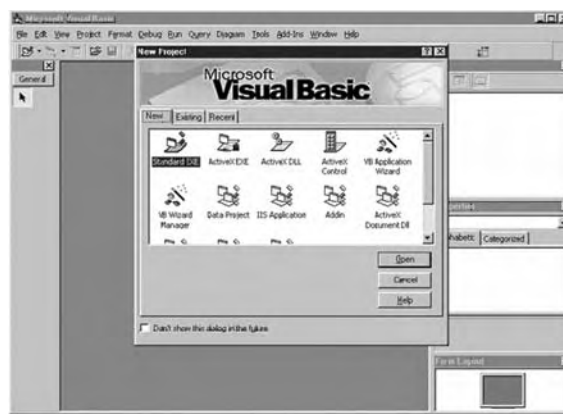 Microsoft Visual Basic
File Edit View Project Format Debug Run Query Diagram Tools Add-Ins Window Help
General
New Project
Microsoft
Visual Basic
New Existing Recent
Standard EXE ActiveX EXE ActiveX DLL ActiveX Control VB Application Wizard
VB Wizard Manager Data Project IIS Application Addin ActiveX Document Dll
Open
Cancel
Help
Don't show this dialog in the future
Categorized
Form Layout